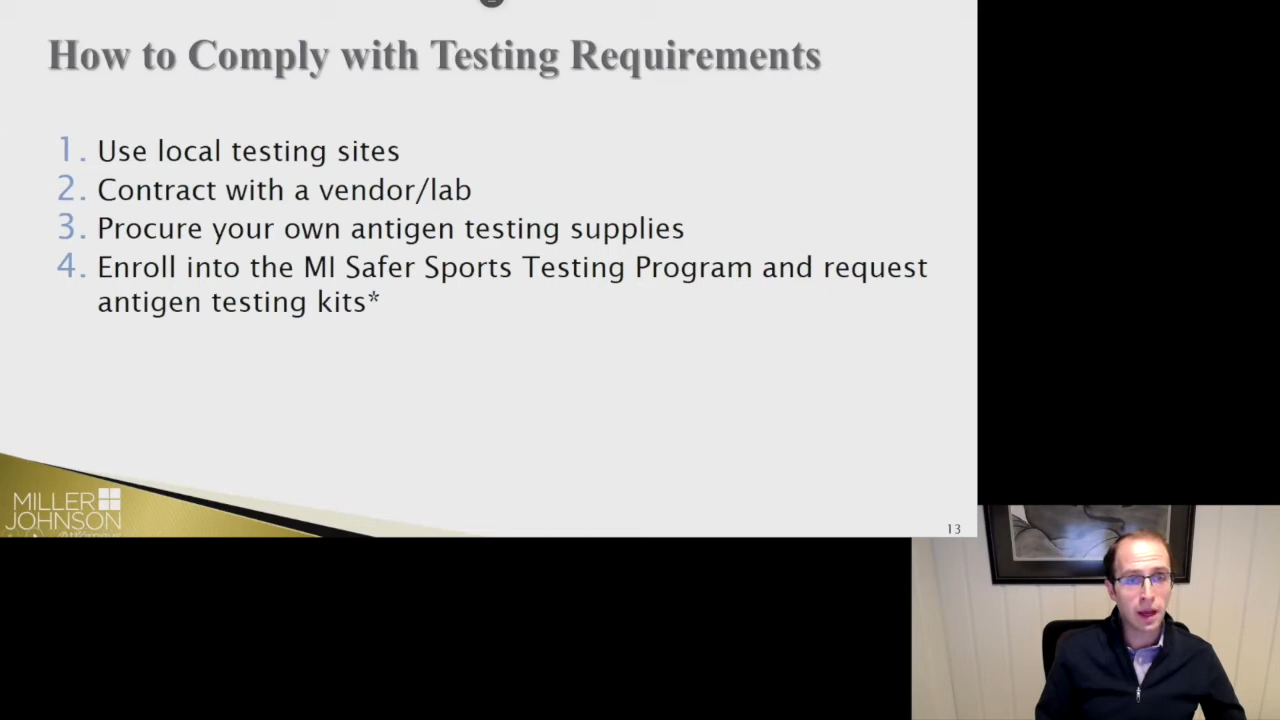 How to Comply with Testing Requirements
1. Use local testing sites
2. Contract with a vendor/lab
3. Procure your own antigen testing supplies
4. Enroll into the MI Safer Sports Testing Program and request
antigen testing kits*
MILLER
JOHNSON
13